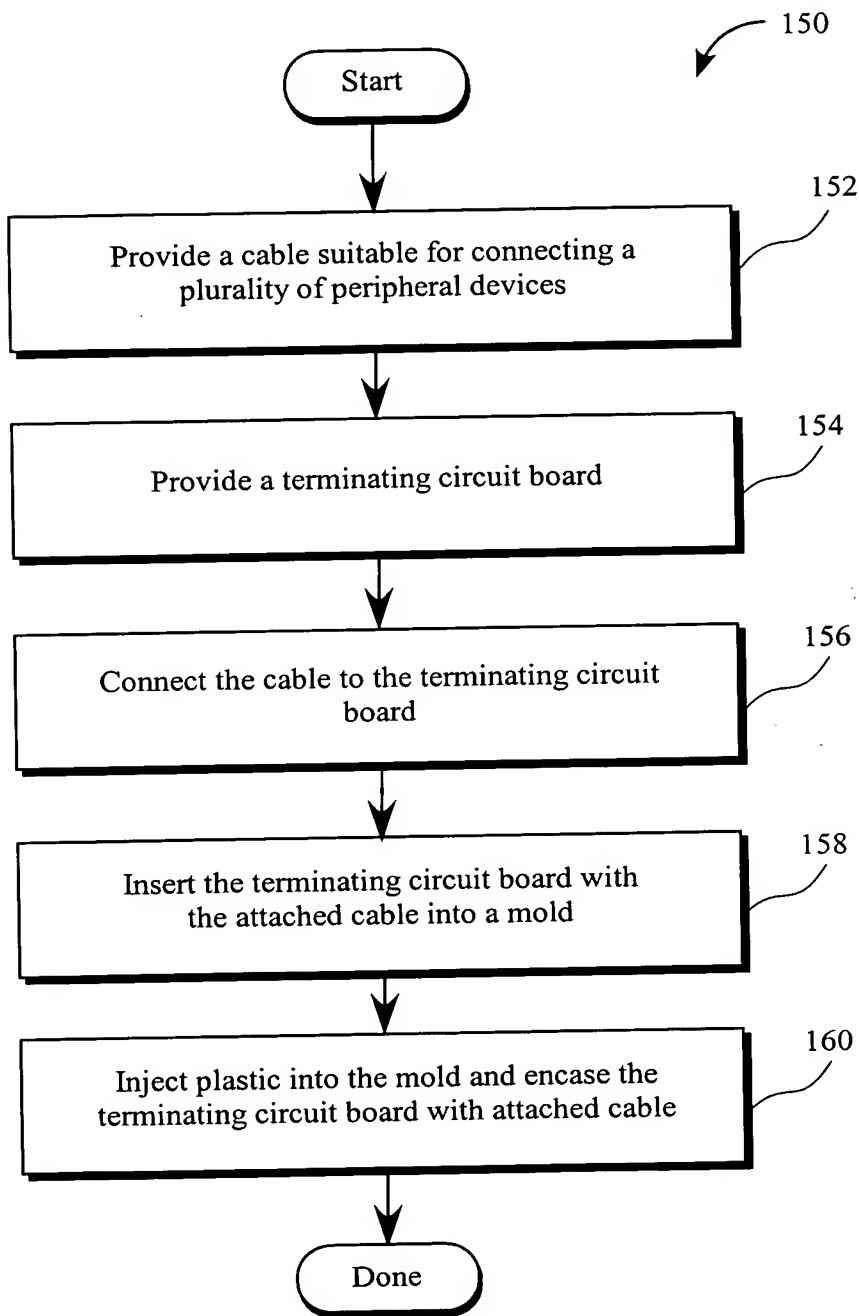 150
Start
152
Provide a cable suitable for connecting a
plurality of peripheral devices
154
Provide a terminating circuit board
156
Connect the cable to the terminating circuit
board
158
Insert the terminating circuit board with
the attached cable into a mold
160
Inject plastic into the mold and encase the
terminating circuit board with attached cable
Done